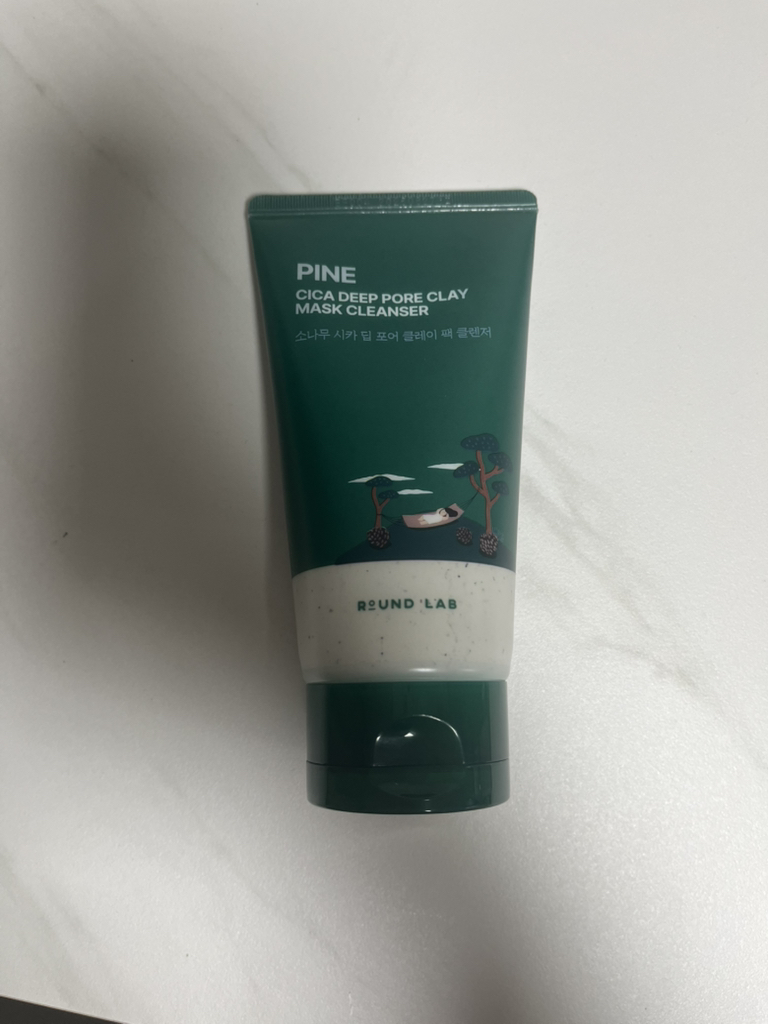 PINE
CICA DEEP PORE CLAY
MASK CLEANSER
소나무 시카 딥 포어 클레이 팩 클렌저
ROUND LAB